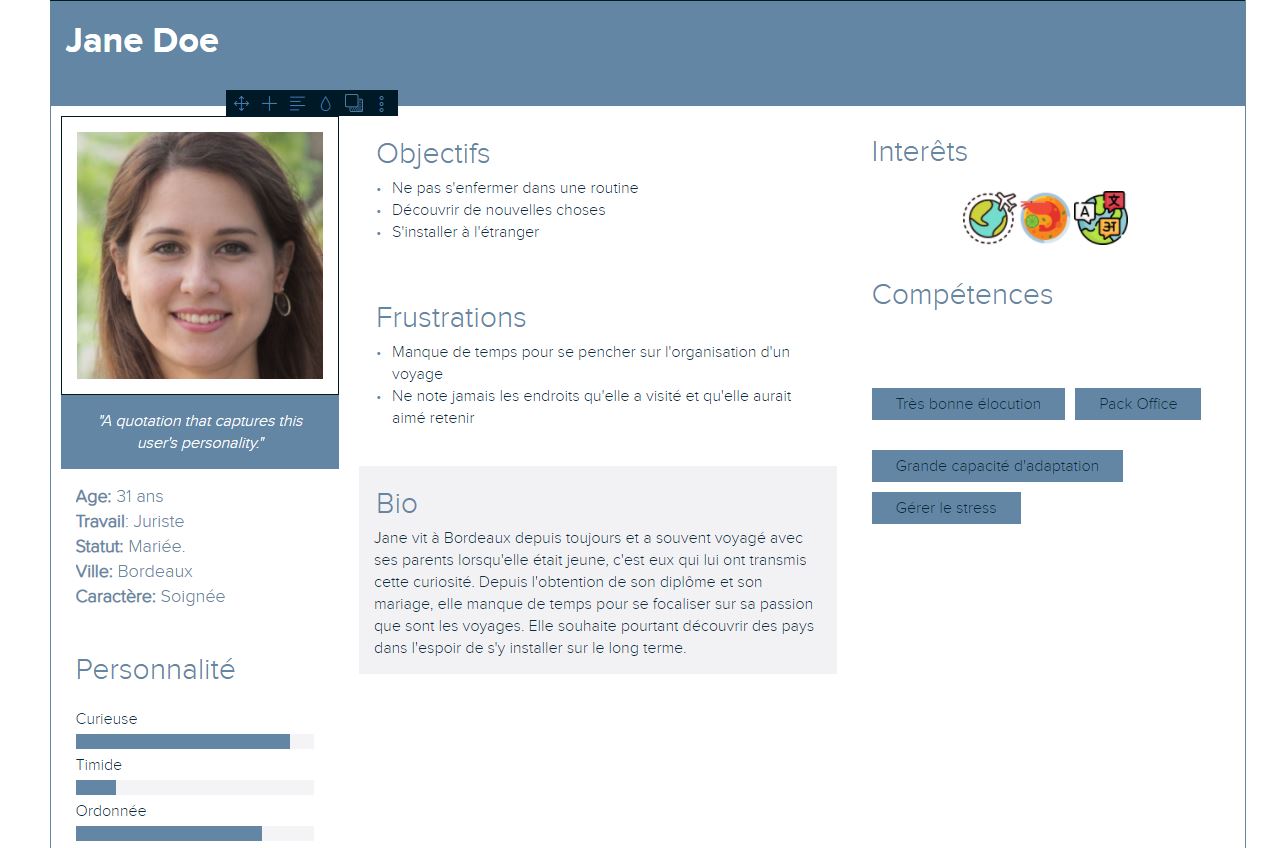 Jane Doe
"A quotation that captures this
user's personality."
Age: 31 ans
Travail: Juriste
Statut: Mariée.
Ville: Bordeaux
Caractère: Soignée
Personnalité
Curieuse
Timide
Ordonnée
Objectifs
Ne pas s'enfermer dans une routine
Découvrir de nouvelles choses
S'installer à l'étranger
Frustrations
Manque de temps pour se pencher sur l'organisation d'un
voyage
Ne note jamais les endroits qu'elle a visité et qu'elle aurait
aimé retenir
Bio
Jane vit à Bordeaux depuis toujours et a souvent voyagé avec
ses parents lorsqu'elle était jeune, c'est eux qui lui ont transmis
cette curiosité. Depuis l'obtention de son diplôme et son
mariage, elle manque de temps pour se focaliser sur sa passion
que sont les voyages. Elle souhaite pourtant découvrir des pays
dans l'espoir de s'y installer sur le long terme.
Interêts
A 文 अ
Compétences
Très bonne élocution Pack Office
Grande capacité d'adaptation
Gérer le stress